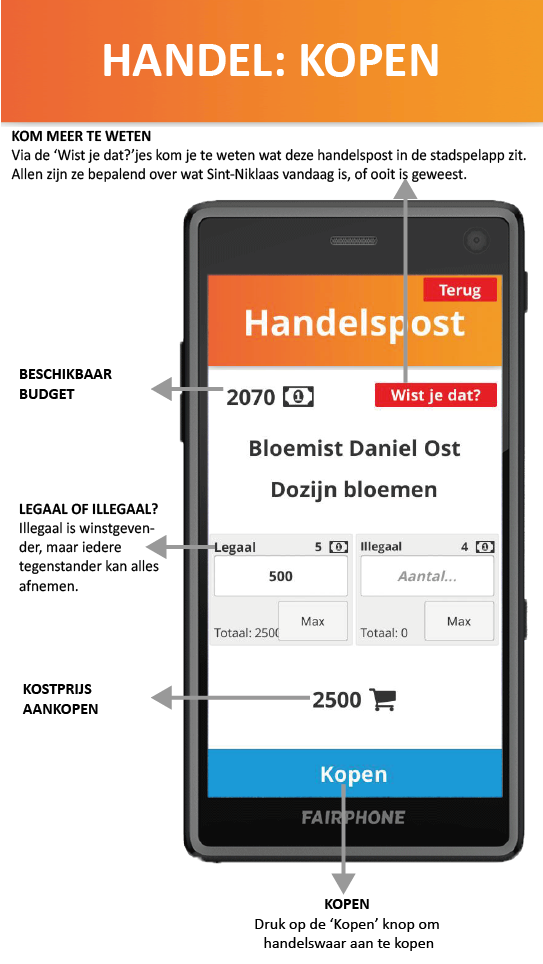 HANDEL: KOPEN
KOM MEER TE WETEN
Via de ‘Wist je dat?’jes kom je te weten wat deze handelspost in de stadspelapp zit.
Allen zijn ze bepalend over wat Sint-Niklaas vandaag is, of ooit is geweest.
Terug
Handelspost
BESCHIKBAAR
BUDGET
2070
Wist je dat?
Bloemist Daniel Ost
Dozijn bloemen
LEGAAL OF ILLEGAAL?
Illegaal is winstgeven-
der, maar iedere
tegenstander kan alles
afnemen.
Legaal 5 Illegaal 4
500 Aantal...
Max Max
Totaal: 2500 Totaal: 0
KOSTPRIJS
AANKOPEN
2500
Kopen
FAIRPHONE
KOPEN
Druk op de ‘Kopen’ knop om
handelswaar aan te kopen